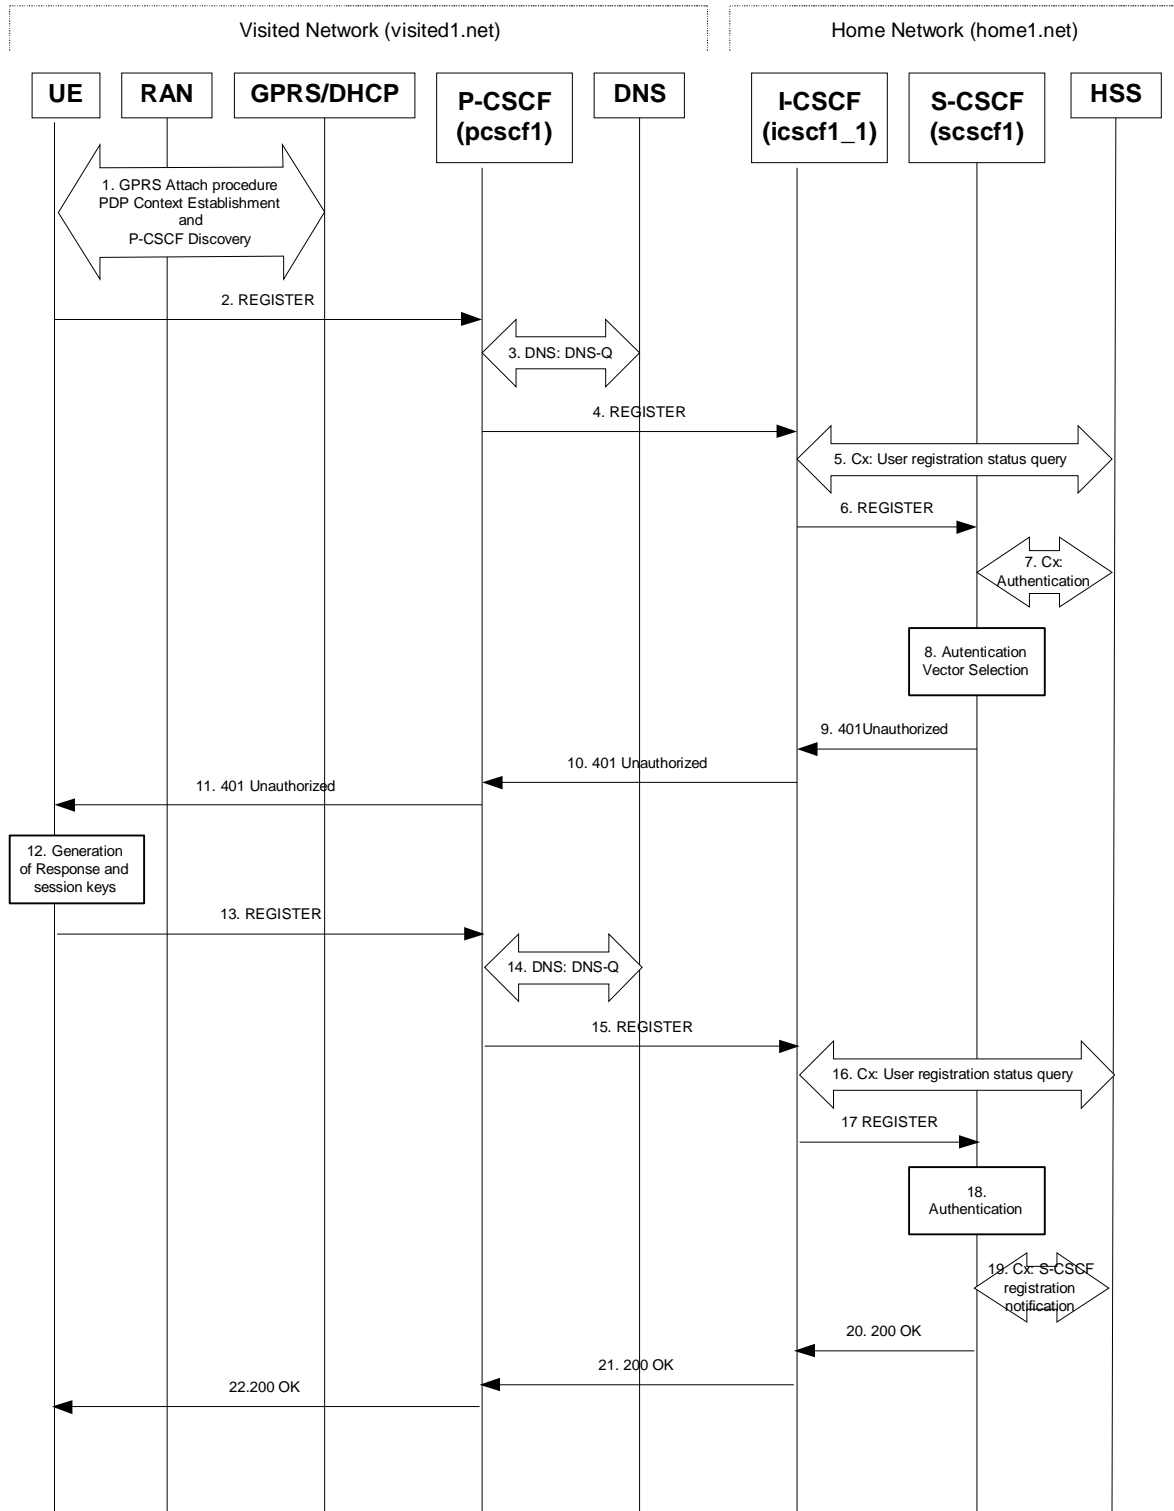 Visited Network (visited1.net)
Home Network (home1.net)
UE
RAN
GPRS/DHCP
P-CSCF
(pcscf1)
DNS
I-CSCF
(icscf1_1)
S-CSCF
(scscf1)
HSS
1. GPRS Attach procedure
PDP Context Establishment
and
P-CSCF Discovery
2. REGISTER
3. DNS: DNS-Q
4. REGISTER
5. Cx: User registration status query
6. REGISTER
7. Cx:
Authentication
8. Autentication
Vector Selection
9. 401Unauthorized
10. 401 Unauthorized
11. 401 Unauthorized
12. Generation
of Response and
session keys
13. REGISTER
14. DNS: DNS-Q
15. REGISTER
16. Cx: User registration status query
17 REGISTER
18.
Authentication
19. Cx: S-CSCF
registration
notification
20. 200 OK
21. 200 OK
22.200 OK